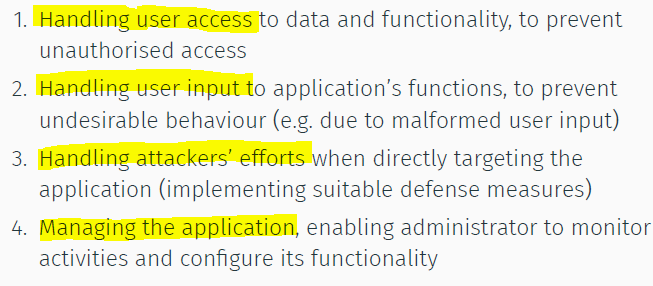 1. Handling user access to data and functionality, to prevent
unauthorised access
2. Handling user input to application's functions, to prevent
undesirable behaviour (e.g. due to malformed user input)
3. Handling attackers' efforts when directly targeting the
application (implementing suitable defense measures)
4. Managing the application, enabling administrator to monitor
activities and configure its functionality